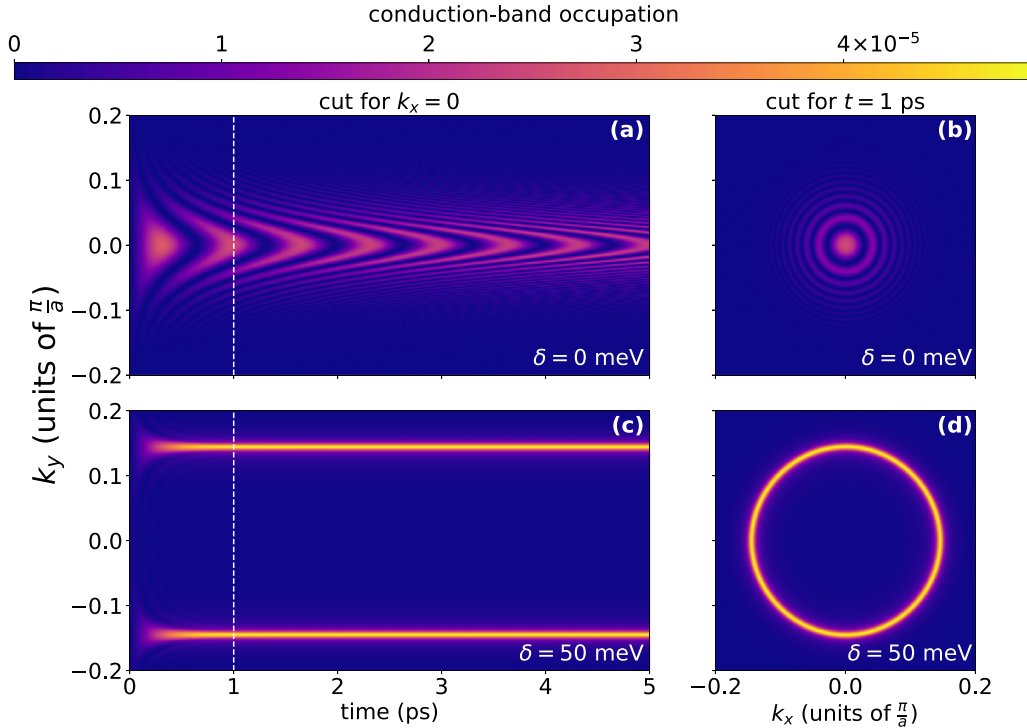 conduction-band occupation
0 1 2 3 4×10⁻⁵
cut for kₓ = 0
cut for t = 1 ps
(a)
0.2
0.1
0.0
−0.1
−0.2
δ = 0 meV
(b)
δ = 0 meV
k_y (units of π/a)
(c)
0.2
0.1
0.0
−0.1
−0.2
δ = 50 meV
(d)
δ = 50 meV
0 1 2 3 4 5
time (ps)
−0.2 0.0 0.2
kₓ (units of π/a)